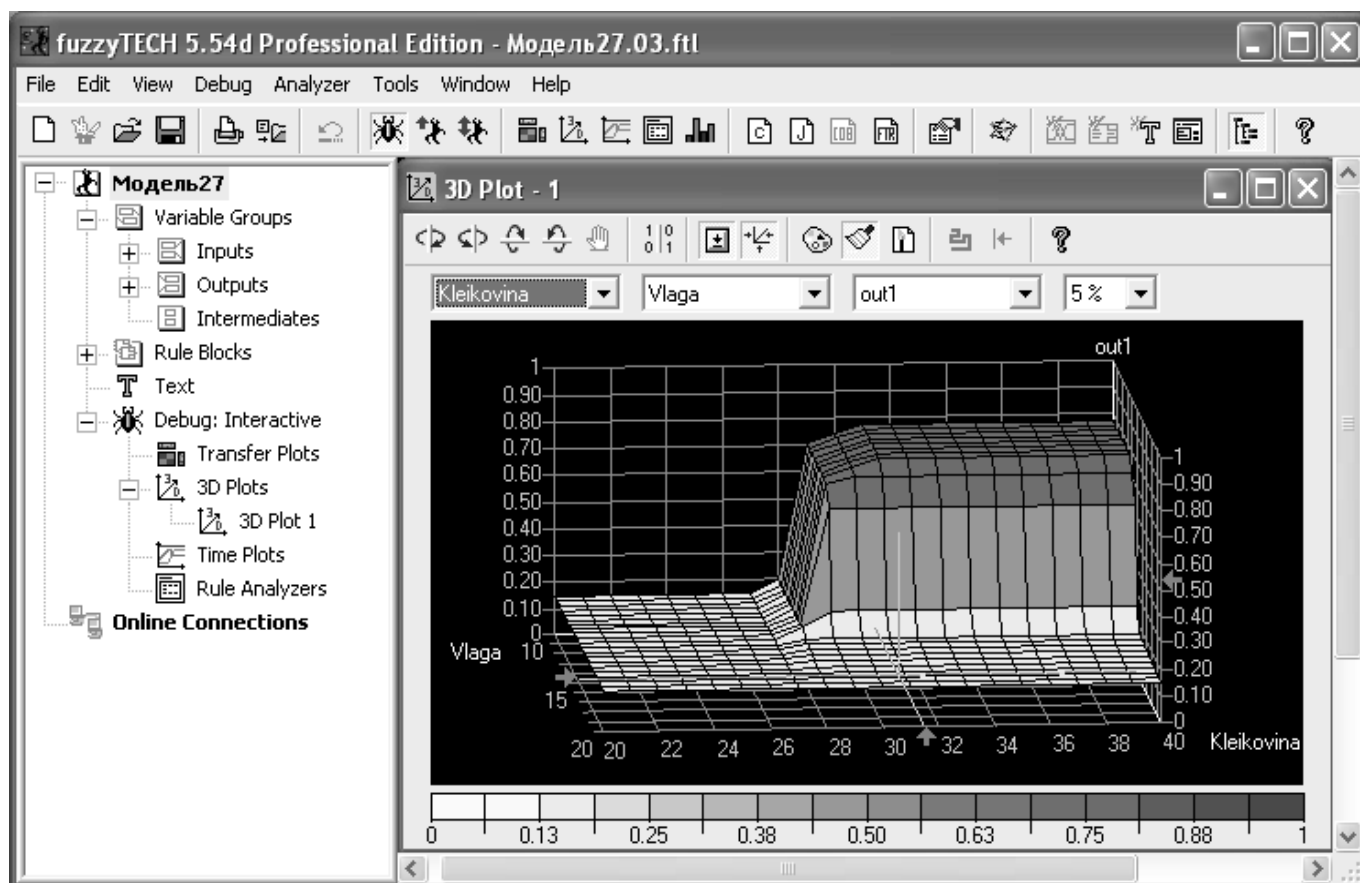 fuzzyTECH 5.54d Professional Edition - Модель27.03.ftl
File Edit View Debug Analyzer Tools Window Help
C J COB FTR T ?
Модель27
Variable Groups
Inputs
Outputs
Intermediates
Rule Blocks
T Text
Debug: Interactive
Transfer Plots
3D Plots
3D Plot 1
Time Plots
Rule Analyzers
Online Connections
3D Plot - 1
Kleikovina Vlaga out1 5 %
out1
1
0.90
0.80
0.70
0.60
0.50
0.40
0.30
0.20
0.10
0
1
0.90
0.80
0.70
0.60
0.50
0.40
0.30
0.20
0.10
0
Vlaga 10
15
20 20 22 24 26 28 30 32 34 36 38 40 Kleikovina
0 0.13 0.25 0.38 0.50 0.63 0.75 0.88 1